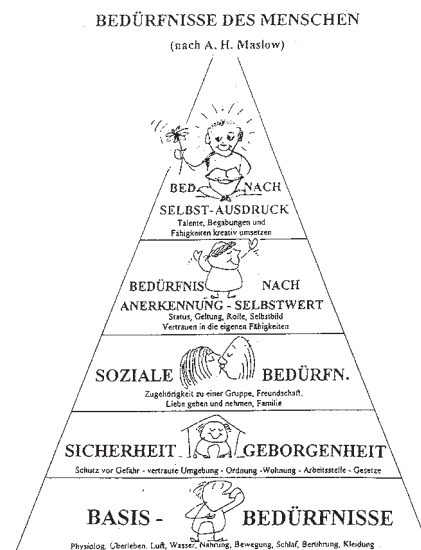 BEDÜRFNISSE DES MENSCHEN
(nach A. H. Maslow)
BED. NACH
SELBST-AUSDRUCK
Talente, Begabungen und
Fähigkeiten kreativ umsetzen
BEDÜRFNIS NACH
ANERKENNUNG - SELBSTWERT
Status, Geltung, Rolle, Selbstbild
Vertrauen in die eigenen Fähigkeiten
SOZIALE BEDÜRFN.
Zugehörigkeit zu einer Gruppe, Freundschaft,
Liebe geben und nehmen, Familie
SICHERHEIT GEBORGENHEIT
Schutz vor Gefahr - vertraute Umgebung - Ordnung - Wohnung - Arbeitsstelle - Gesetze
BASIS - BEDÜRFNISSE
Physiolog. Überleben, Luft, Wasser, Nahrung, Bewegung, Schlaf, Berührung, Kleidung